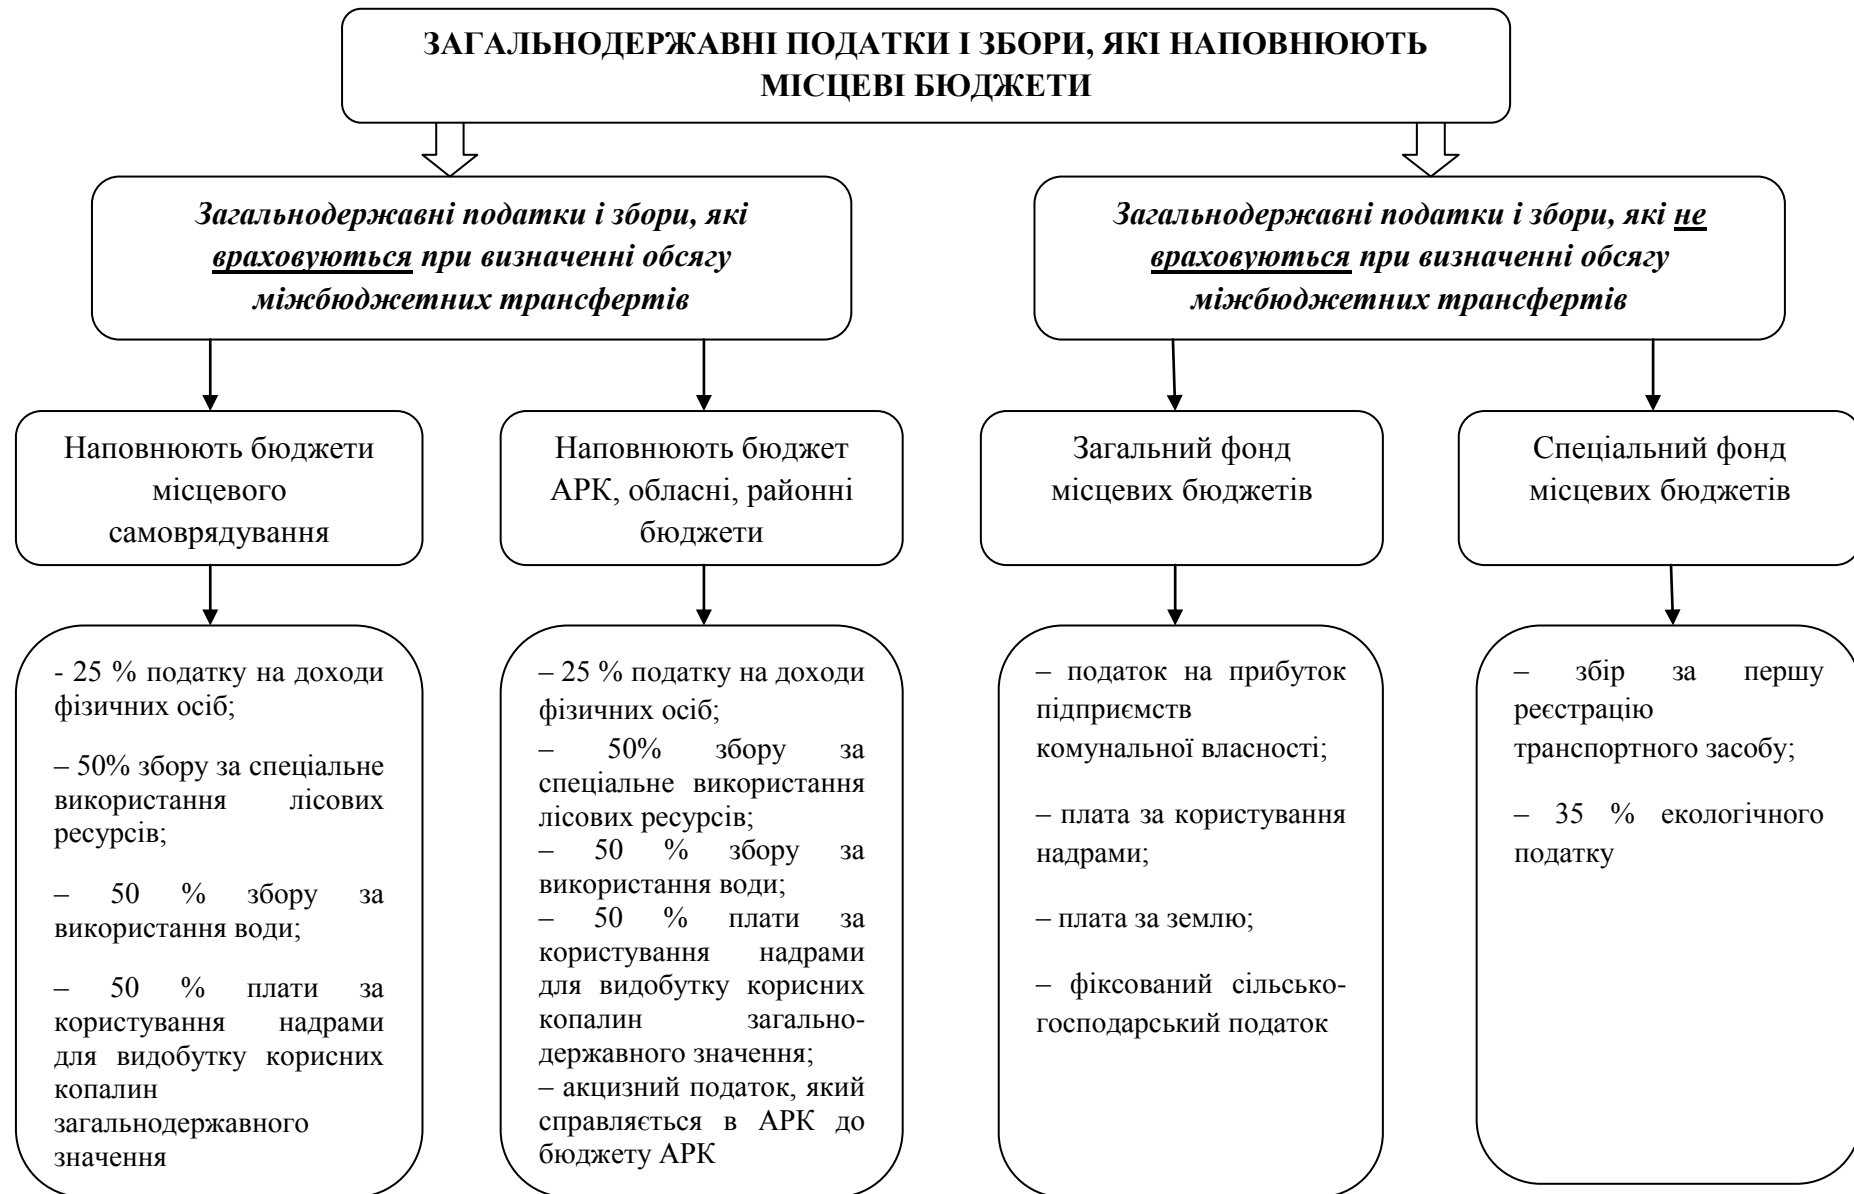 ЗАГАЛЬНОДЕРЖАВНІ ПОДАТКИ І ЗБОРИ, ЯКІ НАПОВНЮЮТЬ
МІСЦЕВІ БЮДЖЕТИ
Загальнодержавні податки і збори, які
враховуються при визначенні обсягу
міжбюджетних трансфертів
Загальнодержавні податки і збори, які не
враховуються при визначенні обсягу
міжбюджетних трансфертів
Наповнюють бюджети
місцевого
самоврядування
Наповнюють бюджет
АРК, обласні, районні
бюджети
Загальний фонд
місцевих бюджетів
Спеціальний фонд
місцевих бюджетів
- 25 % податку на доходи
фізичних осіб;
– 50% збору за спеціальне
використання лісових
ресурсів;
– 50 % збору за
використання води;
– 50 % плати за
користування надрами
для видобутку корисних
копалин
загальнодержавного
значення
– 25 % податку на доходи
фізичних осіб;
– 50% збору за
спеціальне використання
лісових ресурсів;
– 50 % збору за
використання води;
– 50 % плати за
користування надрами
для видобутку корисних
копалин загально-
державного значення;
– акцизний податок, який
справляється в АРК до
бюджету АРК
– податок на прибуток
підприємств
комунальної власності;
– плата за користування
надрами;
– плата за землю;
– фіксований сільсько-
господарський податок
– збір за першу
реєстрацію
транспортного засобу;
– 35 % екологічного
податку